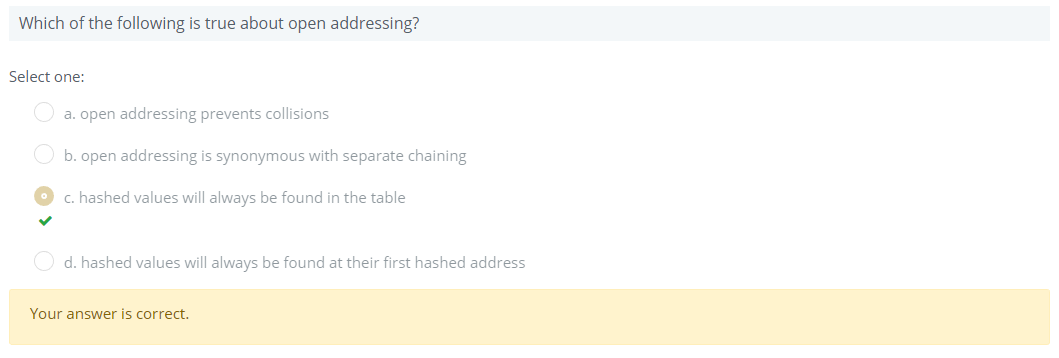 Which of the following is true about open addressing?
Select one:
a. open addressing prevents collisions
b. open addressing is synonymous with separate chaining
c. hashed values will always be found in the table
d. hashed values will always be found at their first hashed address
Your answer is correct.